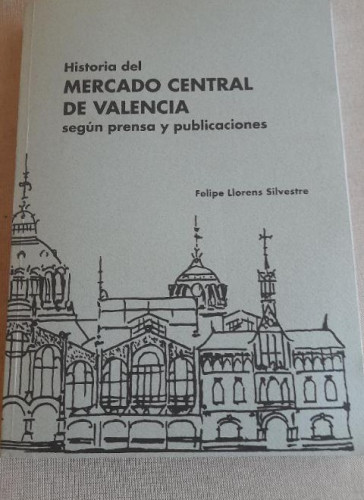 Historia del
MERCADO CENTRAL
DE VALENCIA
según prensa y publicaciones
Felipe Llorens Silvestre